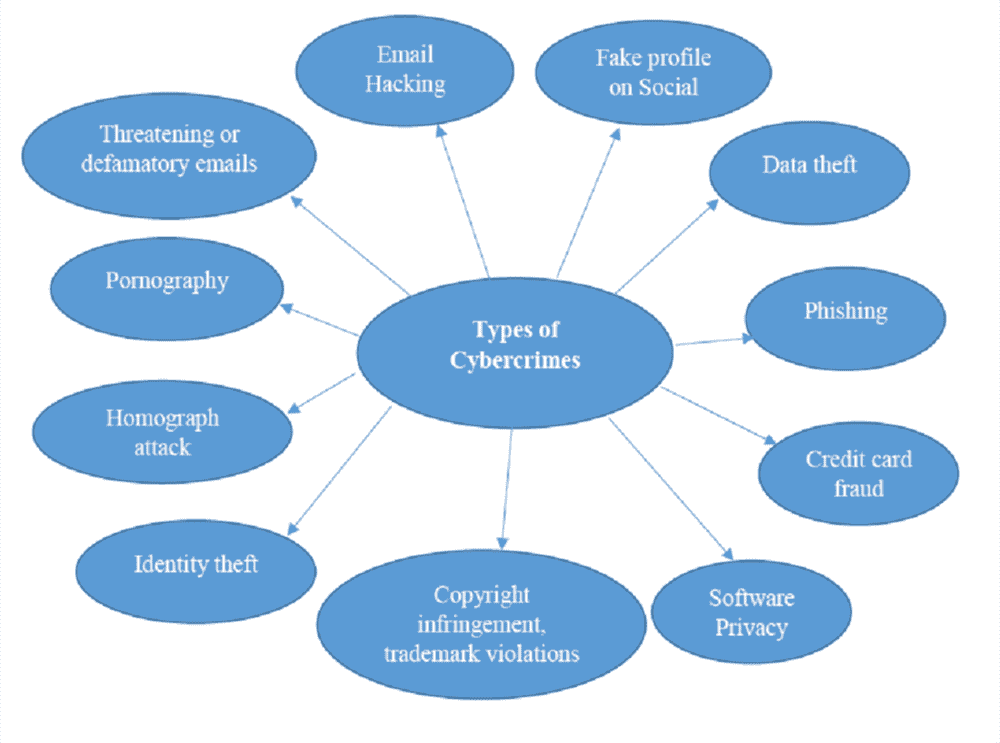 Email
Hacking
Fake profile
on Social
Threatening or
defamatory emails
Data theft
Pornography
Phishing
Types of
Cybercrimes
Homograph
attack
Credit card
fraud
Identity theft
Copyright
infringement,
trademark violations
Software
Privacy